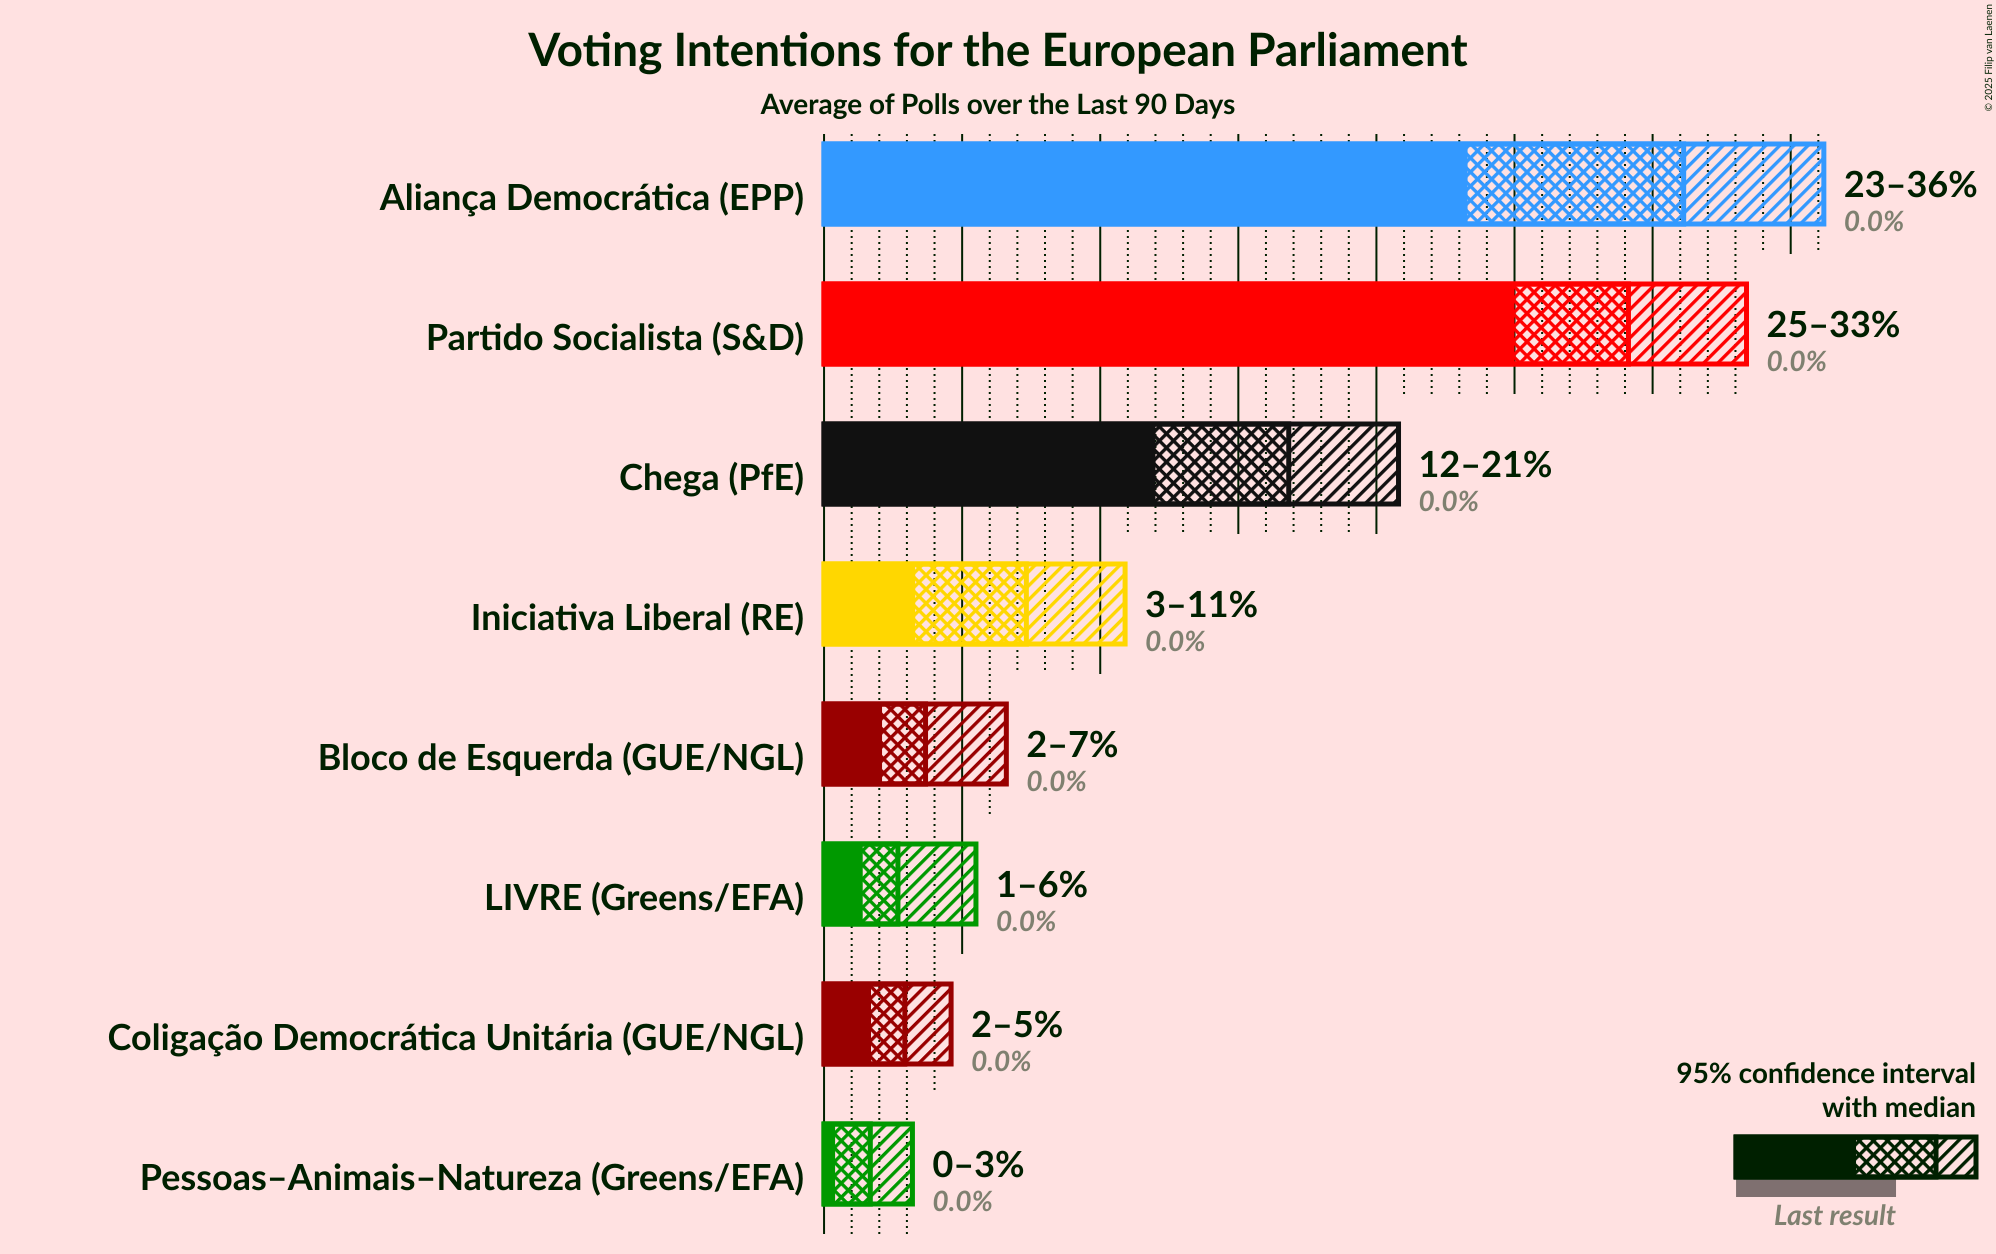 Voting Intentions for the European Parliament
Average of Polls over the Last 90 Days
© 2025 Filip van Laenen
Aliança Democrática (EPP)
23–36%
0.0%
Partido Socialista (S&D)
25–33%
0.0%
Chega (PfE)
12–21%
0.0%
Iniciativa Liberal (RE)
3–11%
0.0%
Bloco de Esquerda (GUE/NGL)
2–7%
0.0%
LIVRE (Greens/EFA)
1–6%
0.0%
Coligação Democrática Unitária (GUE/NGL)
2–5%
0.0%
Pessoas–Animais–Natureza (Greens/EFA)
0–3%
0.0%
95% confidence interval
with median
Last result